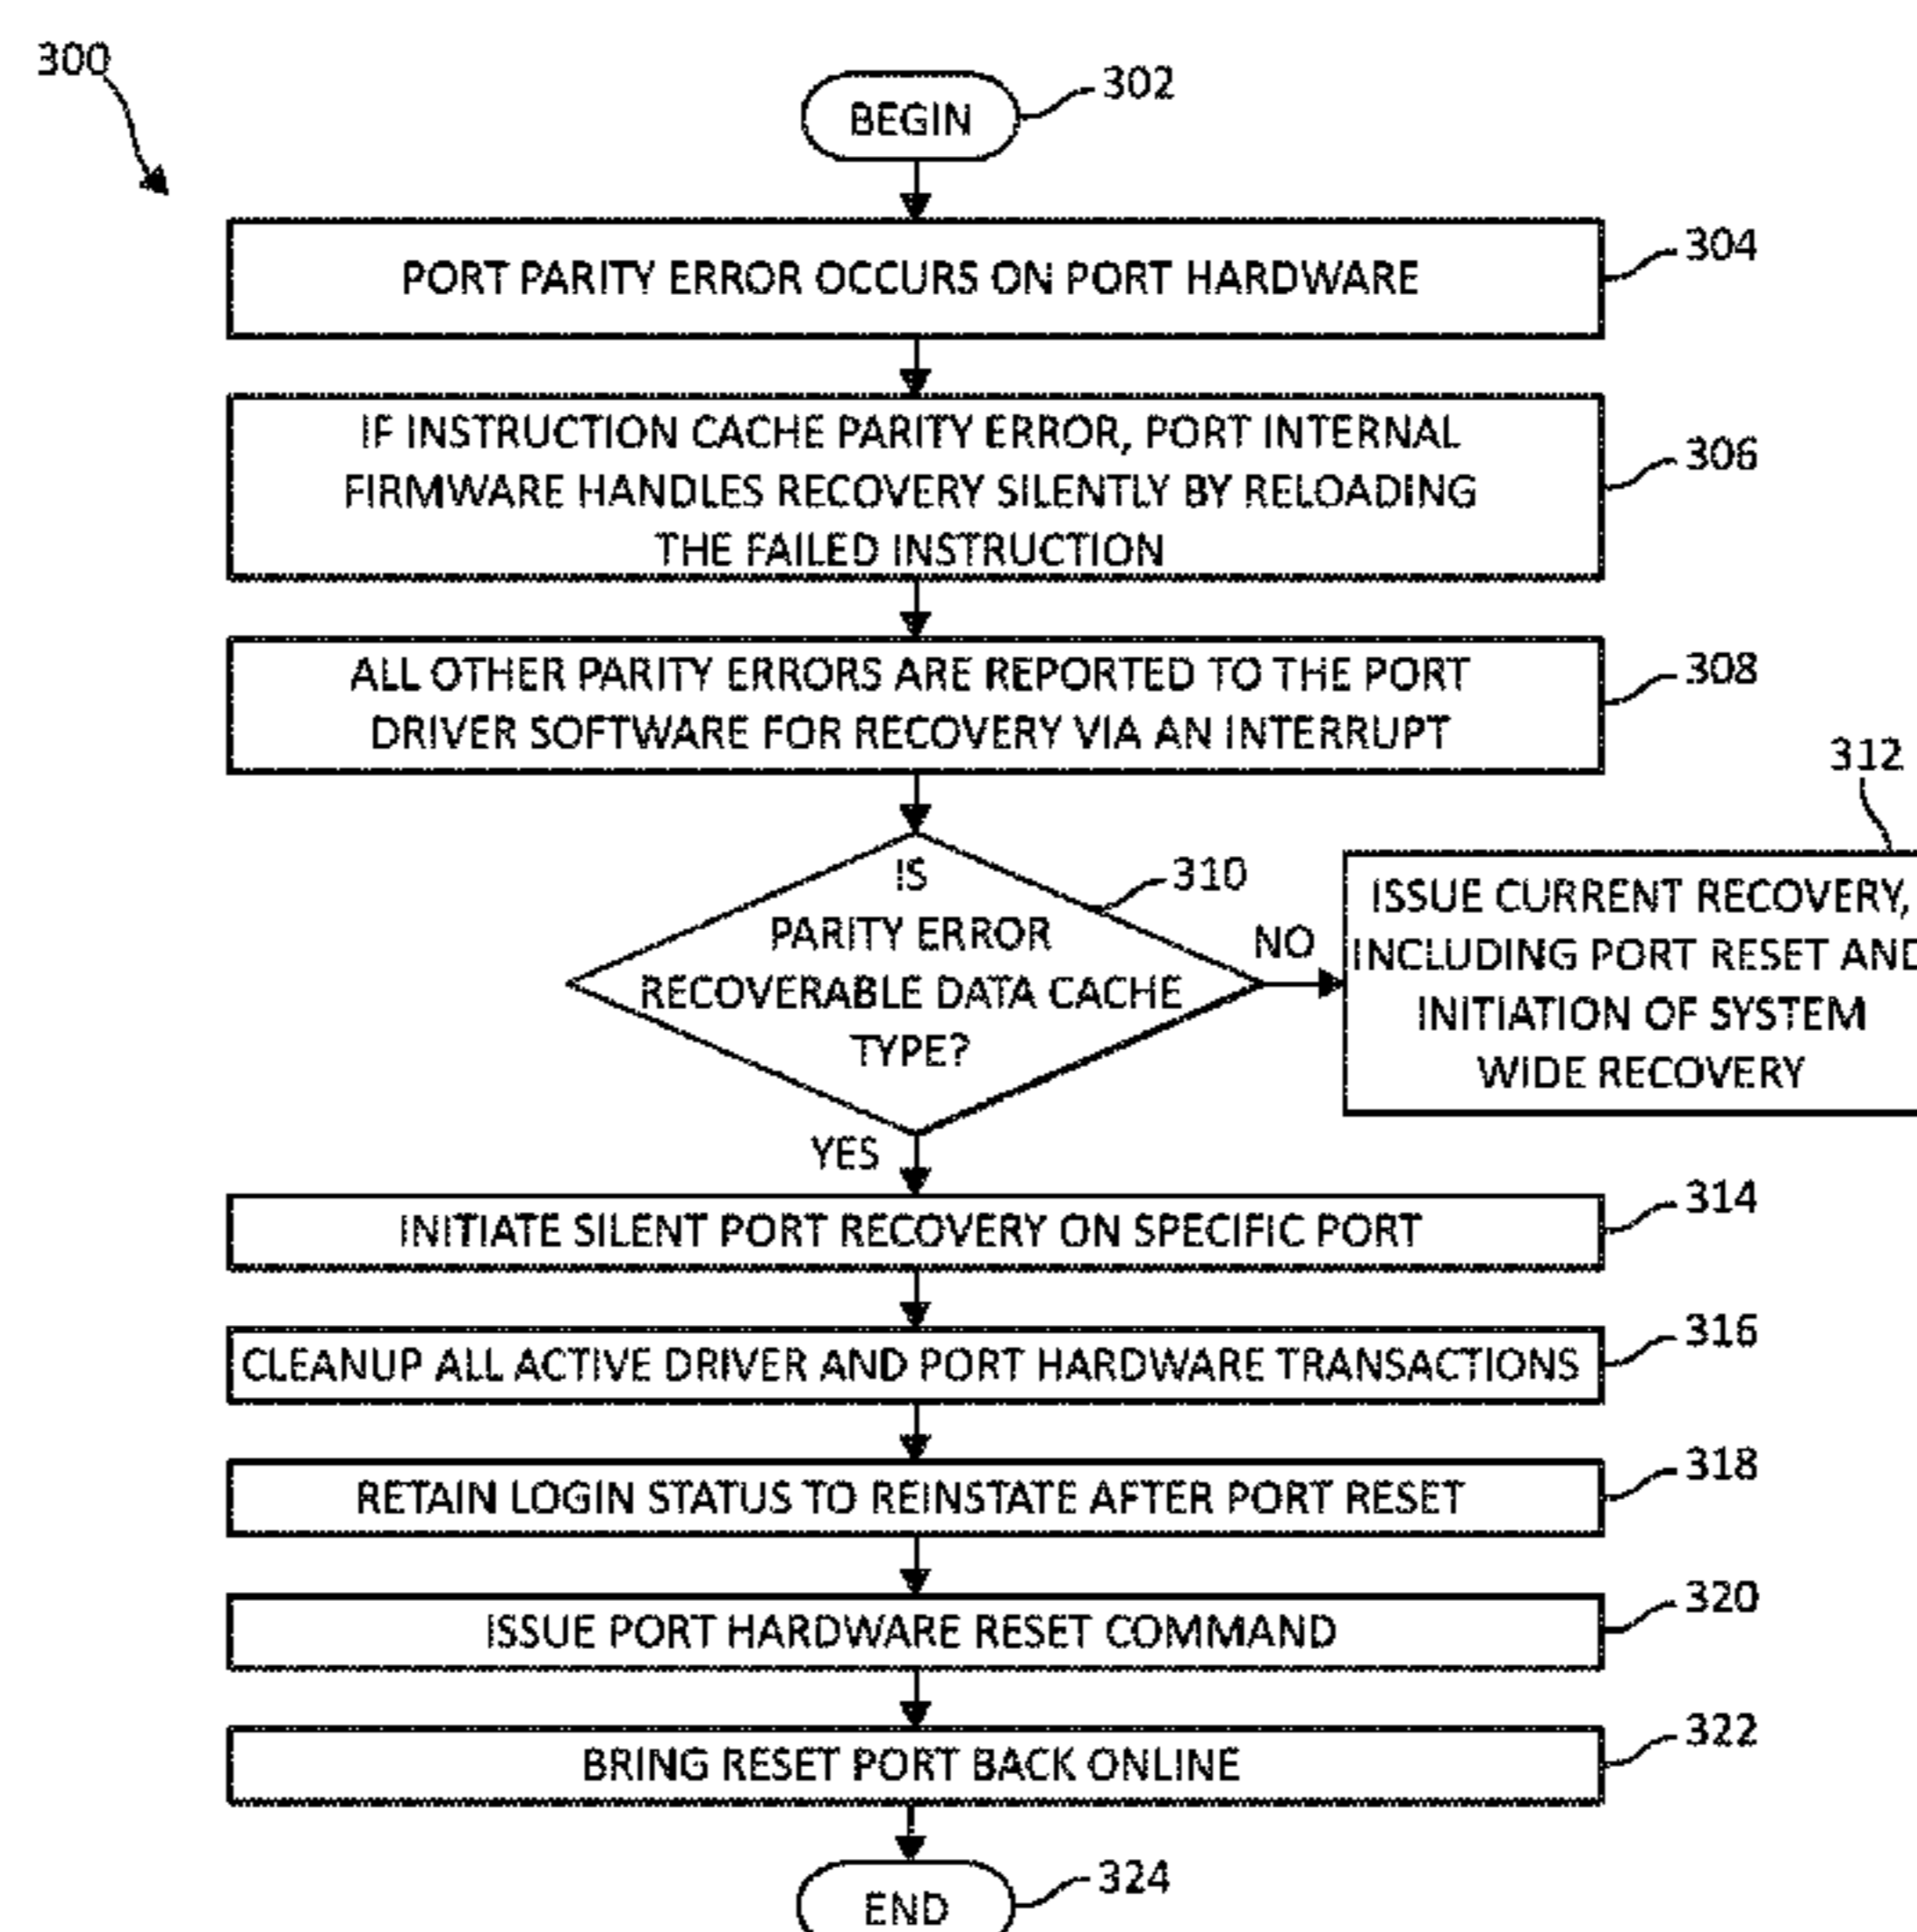 300
BEGIN
302
PORT PARITY ERROR OCCURS ON PORT HARDWARE
304
IF INSTRUCTION CACHE PARITY ERROR, PORT INTERNAL
FIRMWARE HANDLES RECOVERY SILENTLY BY RELOADING
THE FAILED INSTRUCTION
306
ALL OTHER PARITY ERRORS ARE REPORTED TO THE PORT
DRIVER SOFTWARE FOR RECOVERY VIA AN INTERRUPT
308
IS
PARITY ERROR
RECOVERABLE DATA CACHE
TYPE?
310
NO
312
ISSUE CURRENT RECOVERY,
INCLUDING PORT RESET AND
INITIATION OF SYSTEM
WIDE RECOVERY
YES
INITIATE SILENT PORT RECOVERY ON SPECIFIC PORT
314
CLEANUP ALL ACTIVE DRIVER AND PORT HARDWARE TRANSACTIONS
316
RETAIN LOGIN STATUS TO REINSTATE AFTER PORT RESET
318
ISSUE PORT HARDWARE RESET COMMAND
320
BRING RESET PORT BACK ONLINE
322
END
324